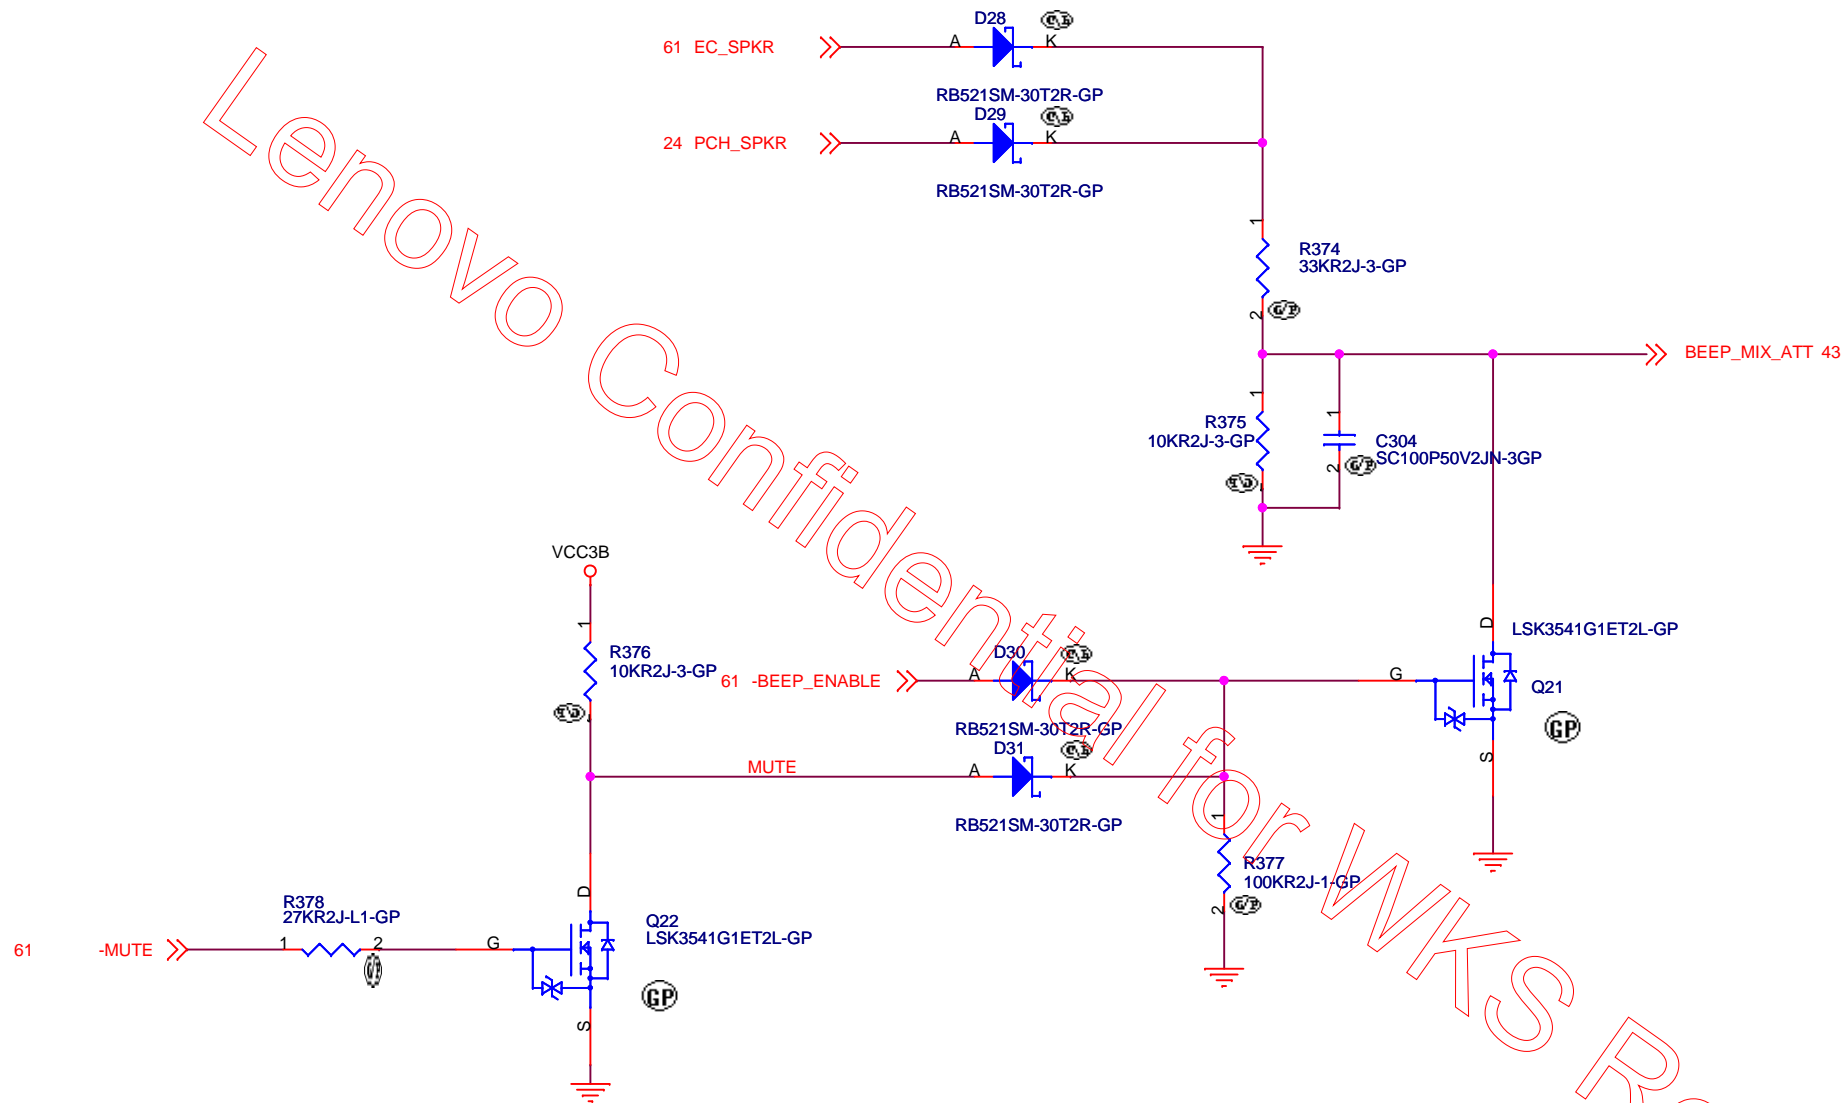 D28
61 EC_SPKR
A
K
RB521SM-30T2R-GP
D29
24 PCH_SPKR
A
K
RB521SM-30T2R-GP
1
R374
33KR2J-3-GP
2
G/P
BEEP_MIX_ATT 43
1
R375
10KR2J-3-GP
1
C304
SC100P50V2JN-3GP
2
G/P
VCC3B
1
R376
10KR2J-3-GP
D30
61 -BEEP_ENABLE
A
K
RB521SM-30T2R-GP
D31
MUTE
A
K
RB521SM-30T2R-GP
G
D
LSK3541G1ET2L-GP
Q21
GP
S
1
R377
100KR2J-1-GP
2
G/P
R378
27KR2J-L1-GP
61 -MUTE
1
2
G/P
G
D
Q22
LSK3541G1ET2L-GP
GP
S
Lenovo Confidential for WKS